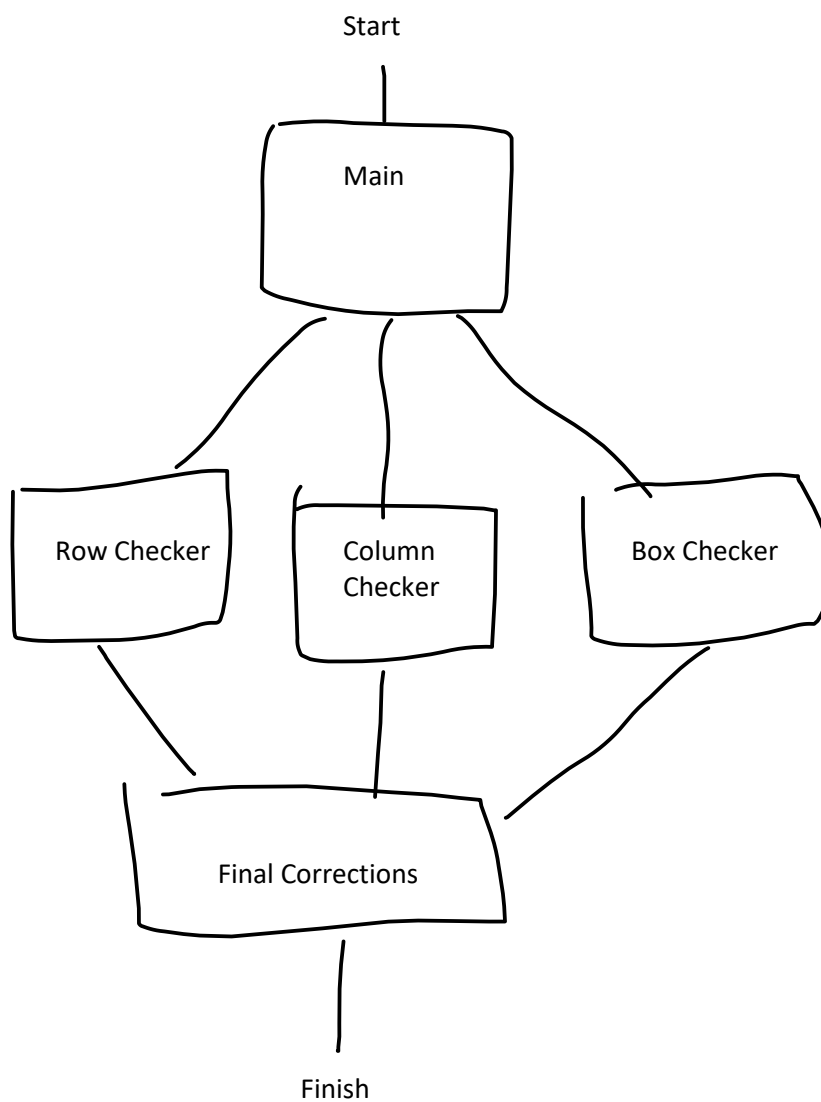 Start
Main
Row Checker
Column
Checker
Box Checker
Final Corrections
Finish